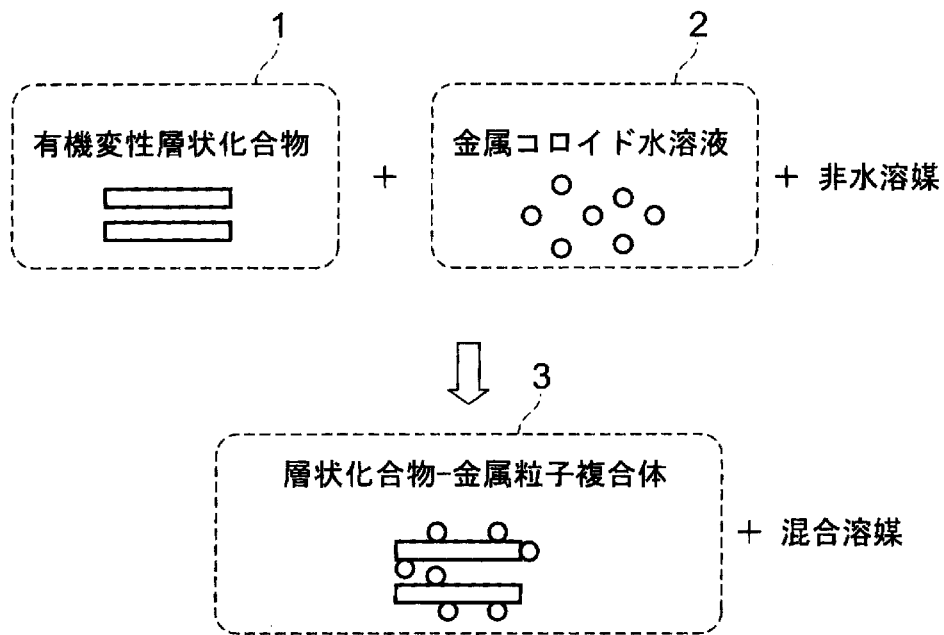 1
2
有機変性層状化合物
+
金属コロイド水溶液
+ 非水溶媒
3
層状化合物-金属粒子複合体
+ 混合溶媒